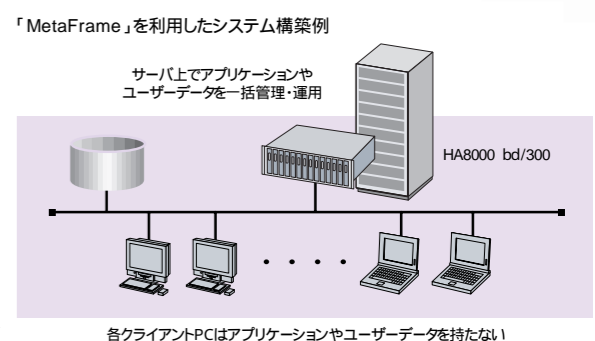 「MetaFrame」を利用したシステム構築例
サーバ上でアプリケーションや
ユーザーデータを一括管理・運用
HA8000 bd/300
各クライアントPCはアプリケーションやユーザーデータを持たない